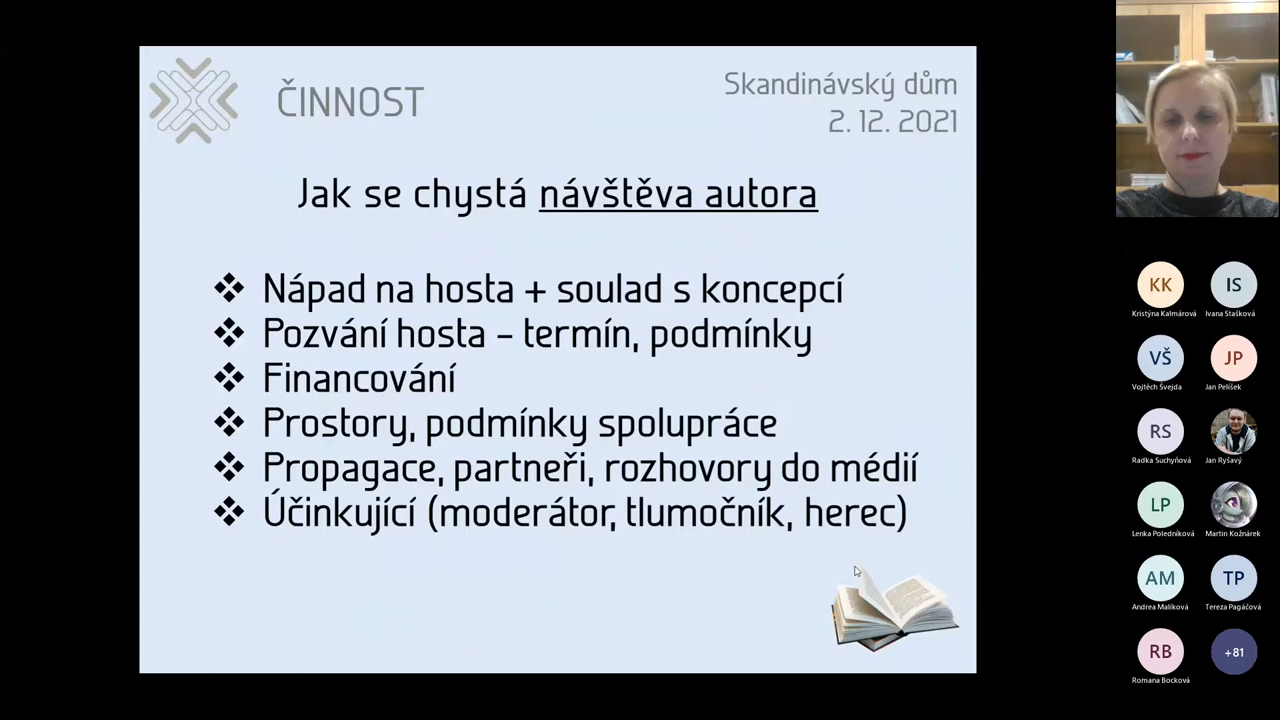 ČINNOST
Skandinávský dům
2. 12. 2021
Jak se chystá návštěva autora
❖ Nápad na hosta + soulad s koncepcí
❖ Pozvání hosta – termín, podmínky
❖ Financování
❖ Prostory, podmínky spolupráce
❖ Propagace, partneři, rozhovory do médií
❖ Účinkující (moderátor, tlumočník, herec)
KK
Kristýna Kalmárová
IS
Ivana Stašková
VŠ
Vojtěch Švejda
JP
Jan Pelíšek
RS
Radka Suchyňová
Jan Ryšavý
LP
Lenka Poledníková
Martin Kožnárek
AM
Andrea Malíková
TP
Tereza Pagáčová
RB
Romana Bocková
+81